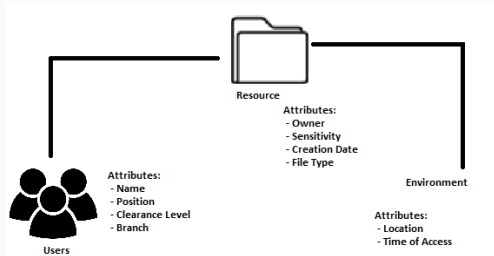 Resource
Attributes:
- Owner
- Sensitivity
- Creation Date
- File Type
Attributes:
- Name
- Position
- Clearance Level
- Branch
Users
Environment
Attributes:
- Location
- Time of Access